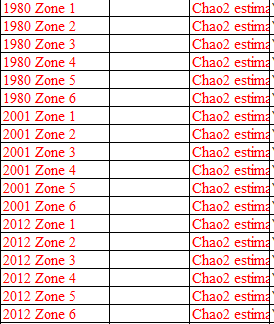 1980 Zone 1 Chao2 estima
1980 Zone 2 Chao2 estima
1980 Zone 3 Chao2 estima
1980 Zone 4 Chao2 estima
1980 Zone 5 Chao2 estima
1980 Zone 6 Chao2 estima
2001 Zone 1 Chao2 estima
2001 Zone 2 Chao2 estima
2001 Zone 3 Chao2 estima
2001 Zone 4 Chao2 estima
2001 Zone 5 Chao2 estima
2001 Zone 6 Chao2 estima
2012 Zone 1 Chao2 estima
2012 Zone 2 Chao2 estima
2012 Zone 3 Chao2 estima
2012 Zone 4 Chao2 estima
2012 Zone 5 Chao2 estima
2012 Zone 6 Chao2 estima